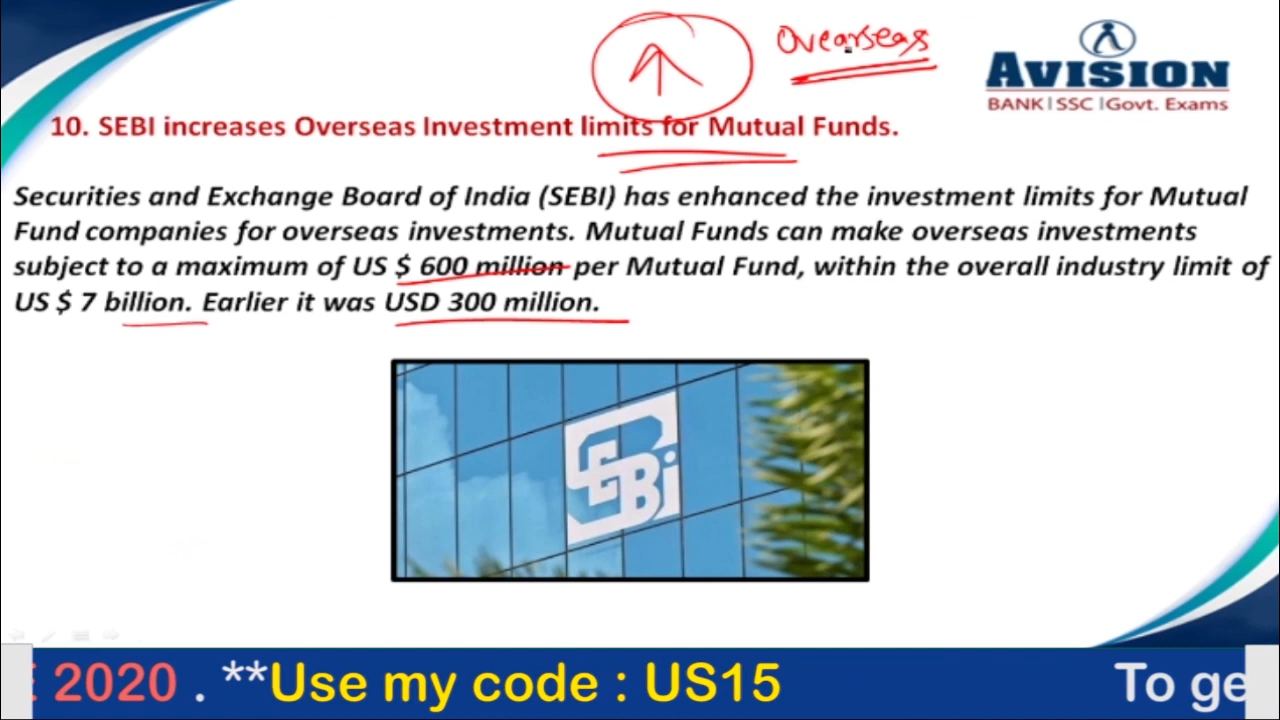 Overseas
AVISION
BANK | SSC | Govt. Exams
10. SEBI increases Overseas Investment limits for Mutual Funds.
Securities and Exchange Board of India (SEBI) has enhanced the investment limits for Mutual
Fund companies for overseas investments. Mutual Funds can make overseas investments
subject to a maximum of US $ 600 million per Mutual Fund, within the overall industry limit of
US $ 7 billion. Earlier it was USD 300 million.
SEBi
2020 . **Use my code : US15 To ge